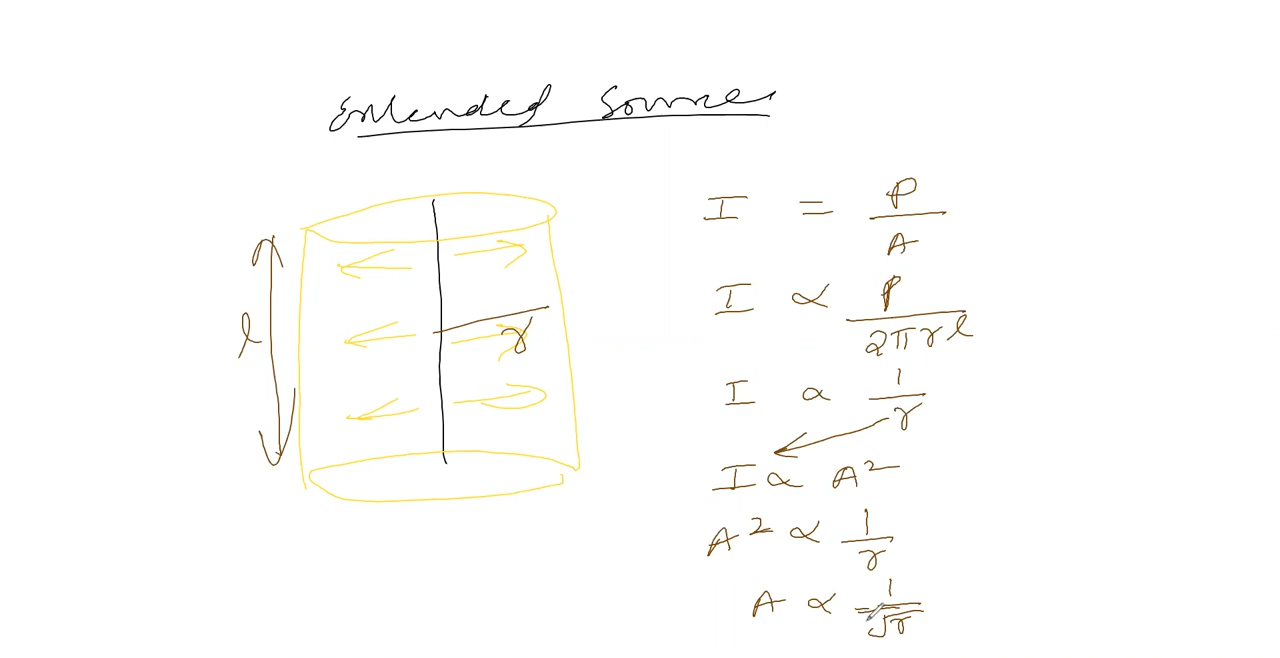 Extended Source
l
r
I = P/A
I ∝ P/2πrl
I ∝ 1/r
I ∝ A²
A² ∝ 1/r
A ∝ 1/√r